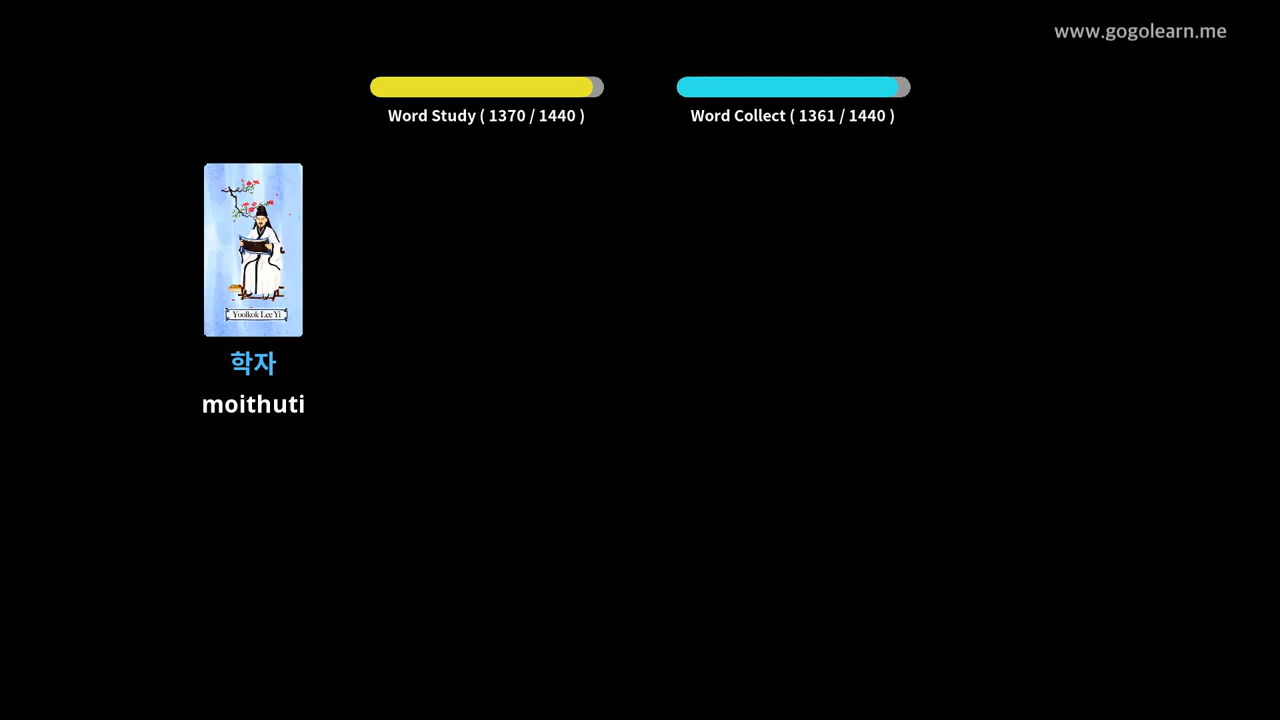 www.gogolearn.me
Word Study ( 1370 / 1440 )
Word Collect ( 1361 / 1440 )
Yoolkok Lee Yi
학자
moithuti